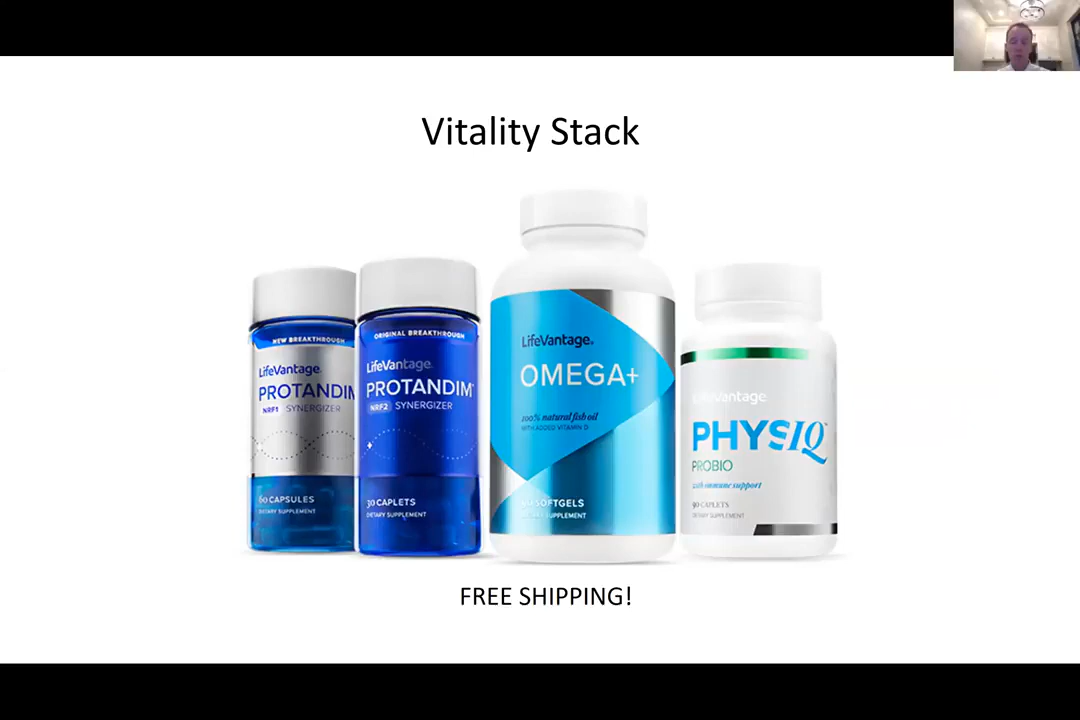 Vitality Stack
NEW BREAKTHROUGH
LifeVantage
PROTANDIM
NRF1 SYNERGIZER
60 CAPSULES
DIETARY SUPPLEMENT
ORIGINAL BREAKTHROUGH
LifeVantage
PROTANDIM
NRF2 SYNERGIZER
30 CAPLETS
DIETARY SUPPLEMENT
LifeVantage
OMEGA+
100% natural fish oil
WITH ADDED VITAMIN D
SOFTGELS
DIETARY SUPPLEMENT
LifeVantage
PHYSIQ™
PROBIO
with immune support
90 CAPLETS
DIETARY SUPPLEMENT
FREE SHIPPING!